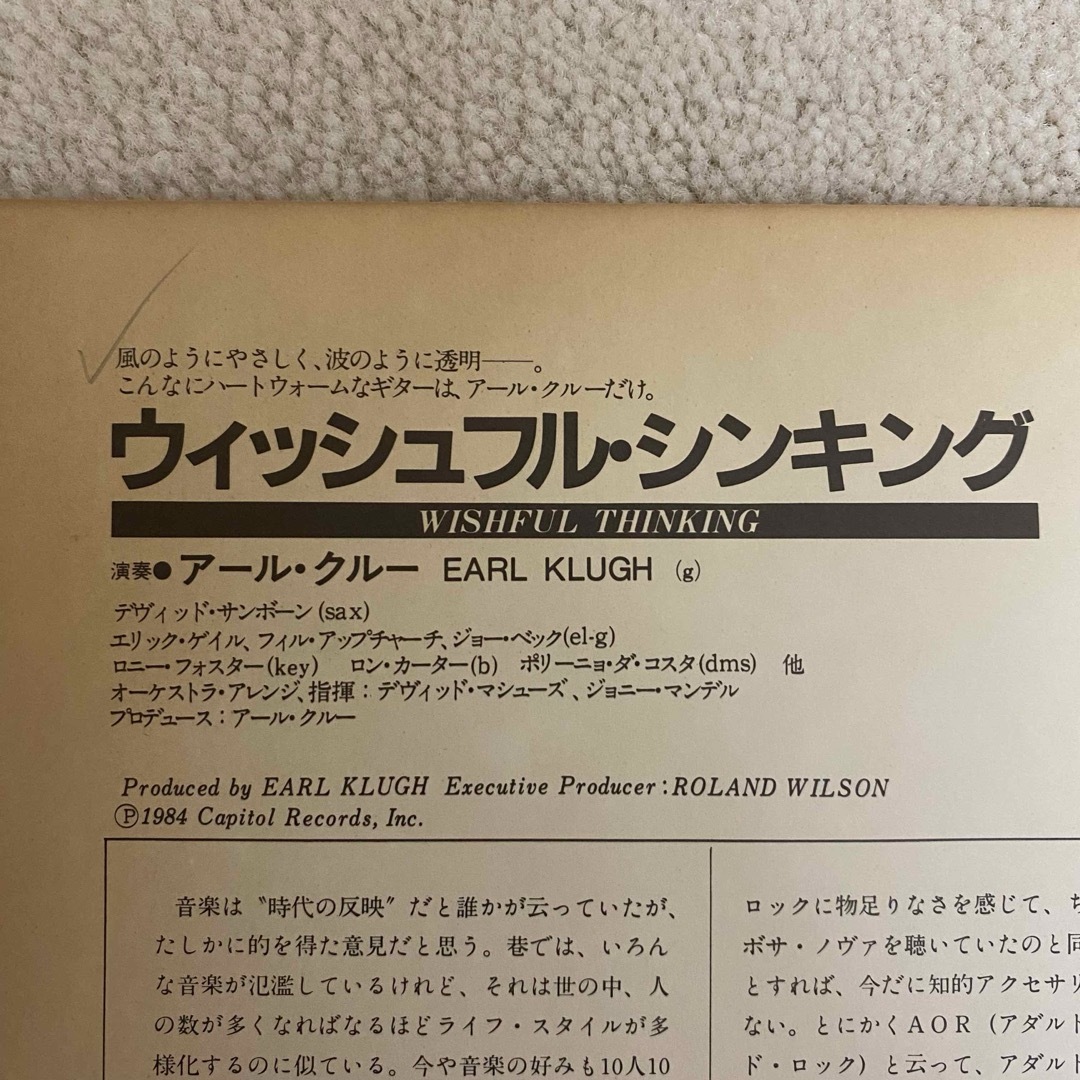 風のようにやさしく、波のように透明——。
こんなにハートウォームなギターは、アール・クルーだけ。
ウィッシュフル・シンキング
WISHFUL THINKING
演奏●アール・クルー EARL KLUGH (g)
デヴィッド・サンボーン(sax)
エリック・ゲイル、フィル・アップチャーチ、ジョー・ベック(el-g)
ロニー・フォスター(key) ロン・カーター(b) ポリーニョ・ダ・コスタ(dms) 他
オーケストラ・アレンジ、指揮：デヴィッド・マシューズ、ジョニー・マンデル
プロデュース：アール・クルー
Produced by EARL KLUGH Executive Producer:ROLAND WILSON
Ⓟ1984 Capitol Records, Inc.
音楽は〝時代の反映〞だと誰かが云っていたが、
たしかに的を得た意見だと思う。巷では、いろん
な音楽が氾濫しているけれど、それは世の中、人
の数が多くなればなるほどライフ・スタイルが多
様化するのに似ている。今や音楽の好みも10人10
ロックに物足りなさを感じて、
ボサ・ノヴァを聴いていたのと同
とすれば、今だに知的アクセサリ
ない。とにかくＡＯＲ（アダルト
ド・ロック）と云って、アダルト